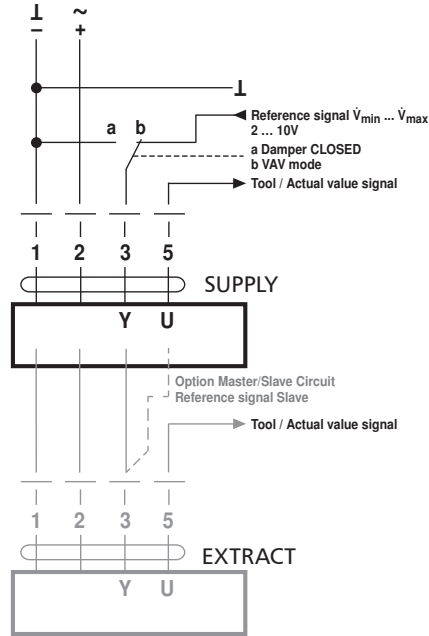 ⊥ ~
– +
⊥
a b
Reference signal V̇min ... V̇max
2 ... 10V
a Damper CLOSED
b VAV mode
Tool / Actual value signal
1 2 3 5
SUPPLY
Y U
Option Master/Slave Circuit
Reference signal Slave
Tool / Actual value signal
1 2 3 5
EXTRACT
Y U